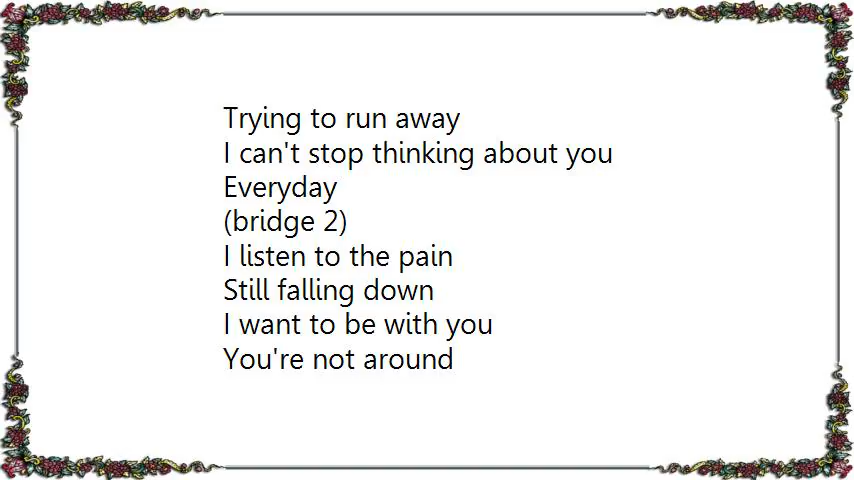 Trying to run away
I can't stop thinking about you
Everyday
(bridge 2)
I listen to the pain
Still falling down
I want to be with you
You're not around